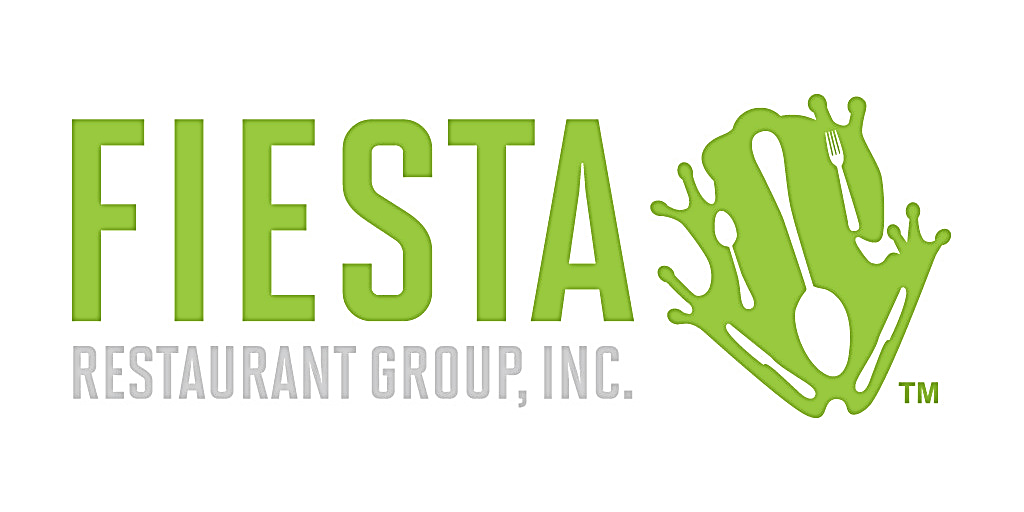 FIESTA
RESTAURANT GROUP, INC.
TM